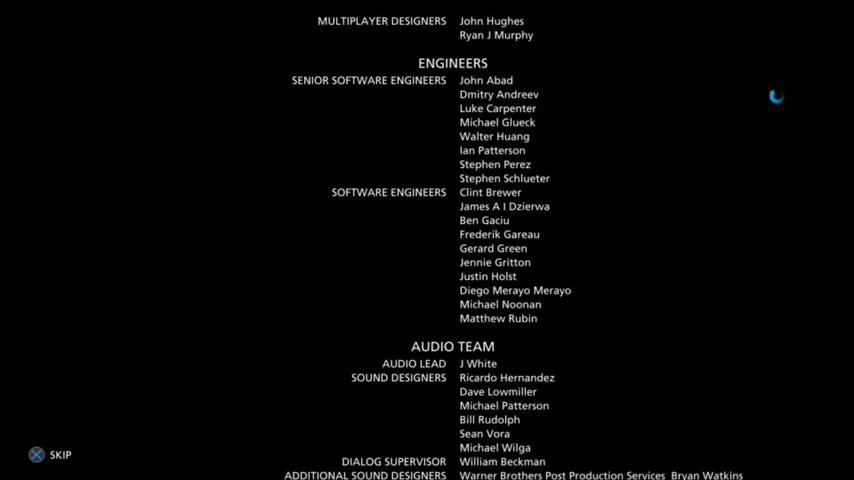 MULTIPLAYER DESIGNERS John Hughes
Ryan J Murphy
ENGINEERS
SENIOR SOFTWARE ENGINEERS John Abad
Dmitry Andreev
Luke Carpenter
Michael Glueck
Walter Huang
Ian Patterson
Stephen Perez
Stephen Schlueter
SOFTWARE ENGINEERS Clint Brewer
James A I Dzierwa
Ben Gaciu
Frederik Gareau
Gerard Green
Jennie Gritton
Justin Holst
Diego Merayo Merayo
Michael Noonan
Matthew Rubin
AUDIO TEAM
AUDIO LEAD J White
SOUND DESIGNERS Ricardo Hernandez
Dave Lowmiller
Michael Patterson
Bill Rudolph
Sean Vora
Michael Wilga
SKIP
DIALOG SUPERVISOR William Beckman
ADDITIONAL SOUND DESIGNERS Warner Brothers Post Production Services Bryan Watkins